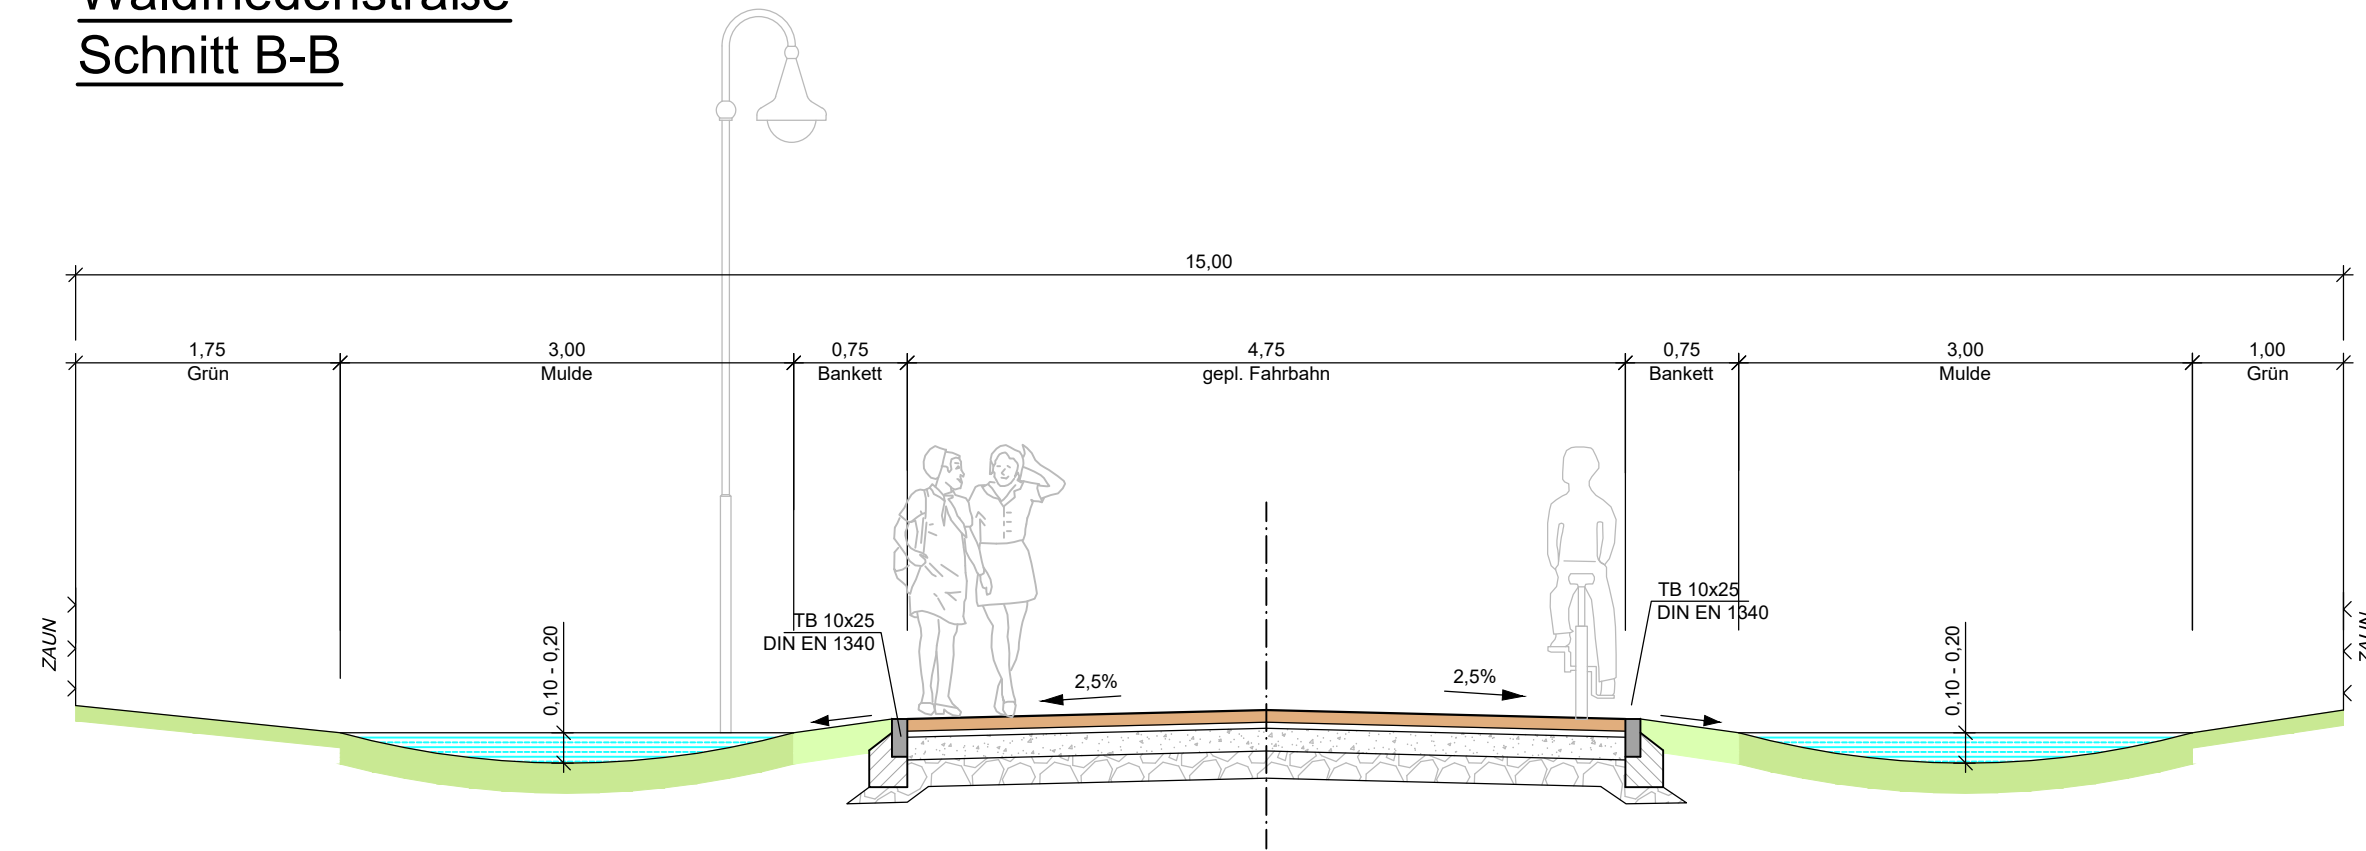 Waldfriedenstraße
Schnitt B-B
15,00
1,75
3,00
0,75
4,75
0,75
3,00
1,00
Grün
Mulde
Bankett
gepl. Fahrbahn
Bankett
Mulde
Grün
TB 10x25
DIN EN 1340
TB 10x25
DIN EN 1340
ZAUN
0,10 - 0,20
2,5%
2,5%
0,10 - 0,20
ZAUN